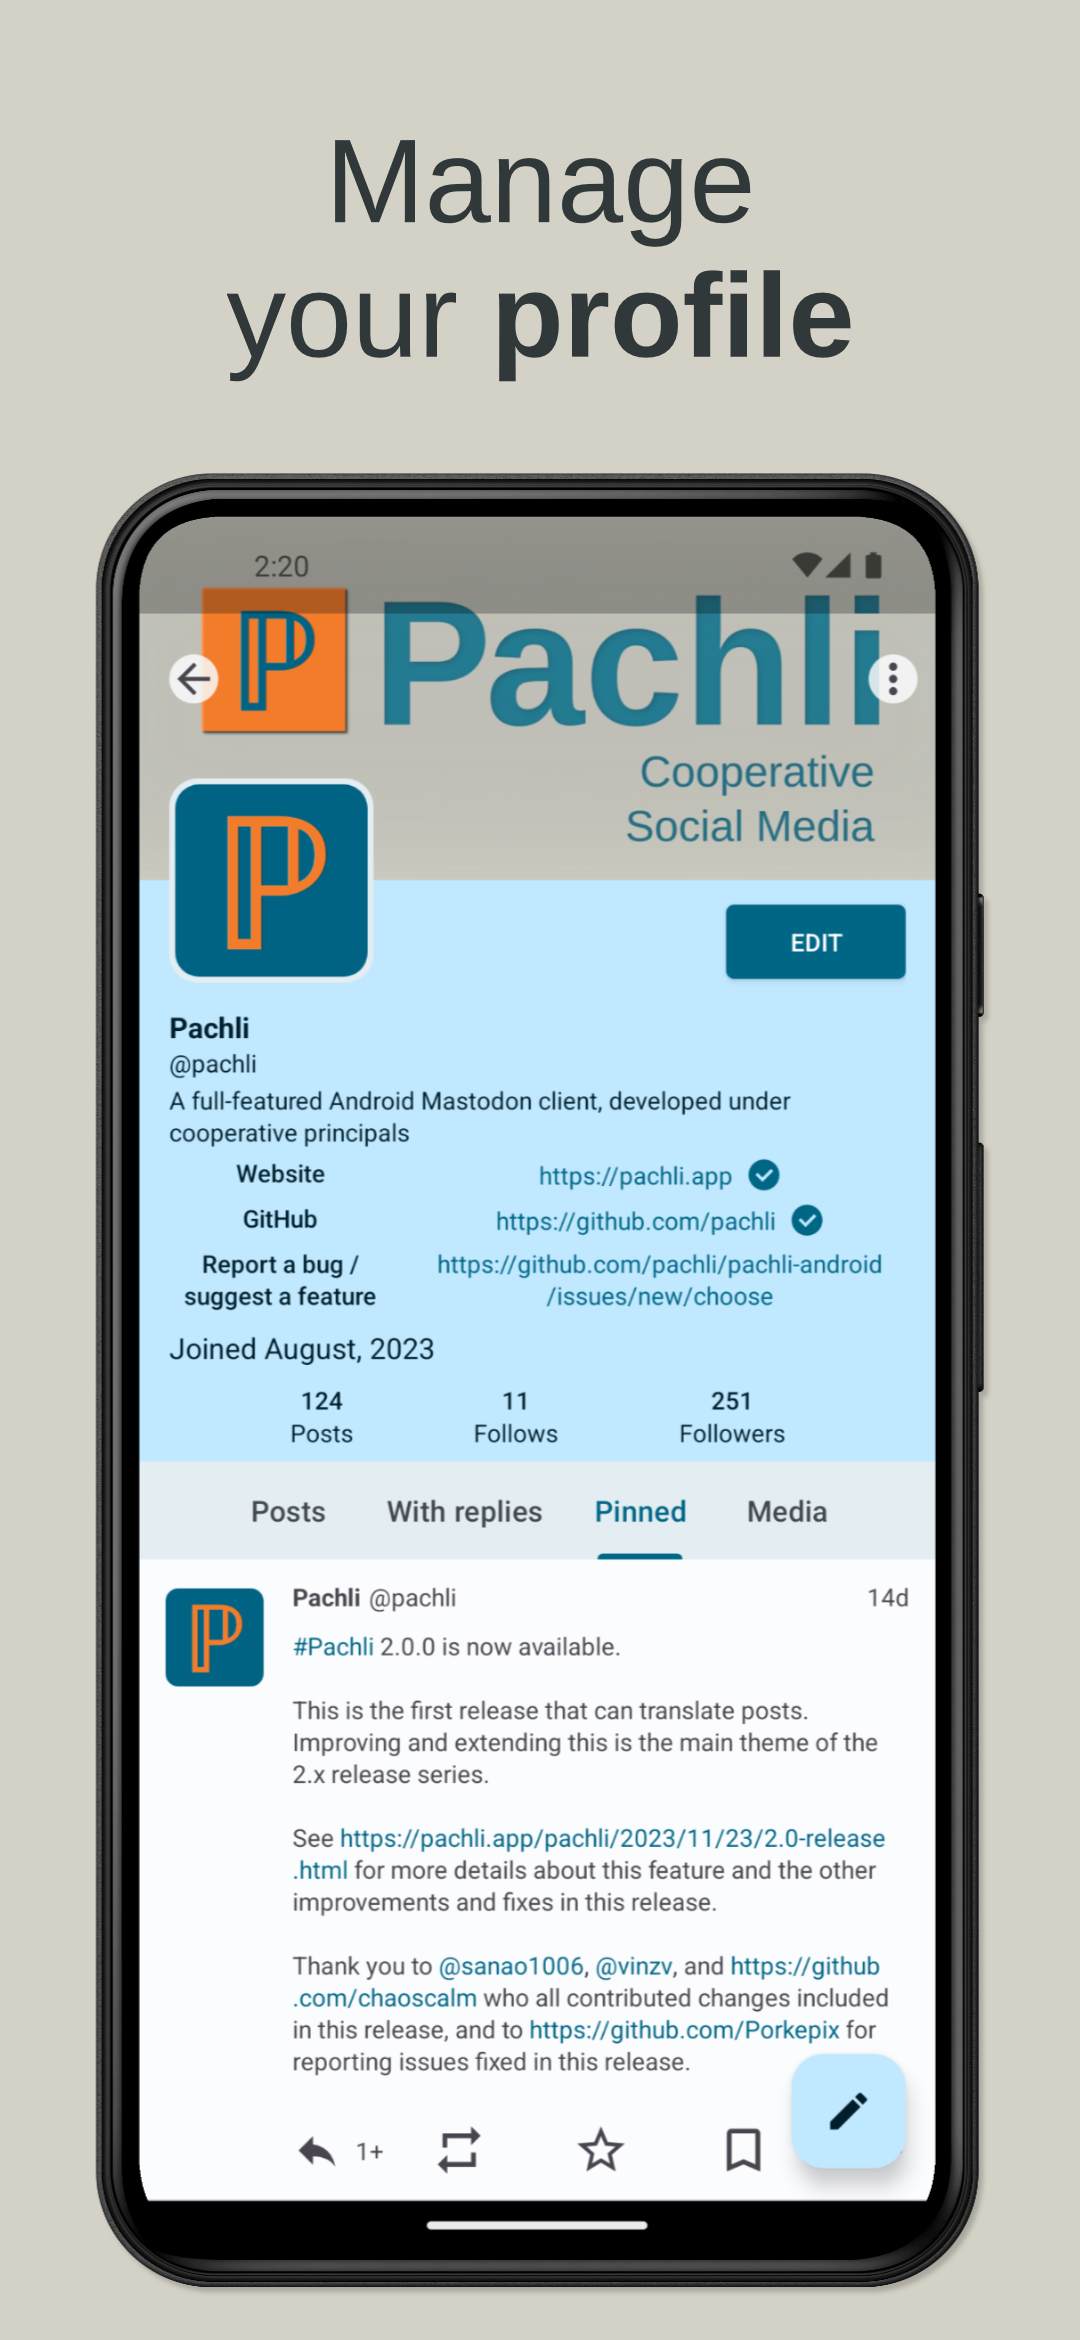 Manage
your profile
2:20
Pachli
Cooperative
Social Media
EDIT
Pachli
@pachli
A full-featured Android Mastodon client, developed under
cooperative principals
Website https://pachli.app
GitHub https://github.com/pachli
Report a bug / https://github.com/pachli/pachli-android
suggest a feature /issues/new/choose
Joined August, 2023
124 11 251
Posts Follows Followers
Posts With replies Pinned Media
Pachli @pachli 14d
#Pachli 2.0.0 is now available.
This is the first release that can translate posts.
Improving and extending this is the main theme of the
2.x release series.
See https://pachli.app/pachli/2023/11/23/2.0-release
.html for more details about this feature and the other
improvements and fixes in this release.
Thank you to @sanao1006, @vinzv, and https://github
.com/chaoscalm who all contributed changes included
in this release, and to https://github.com/Porkepix for
reporting issues fixed in this release.
1+